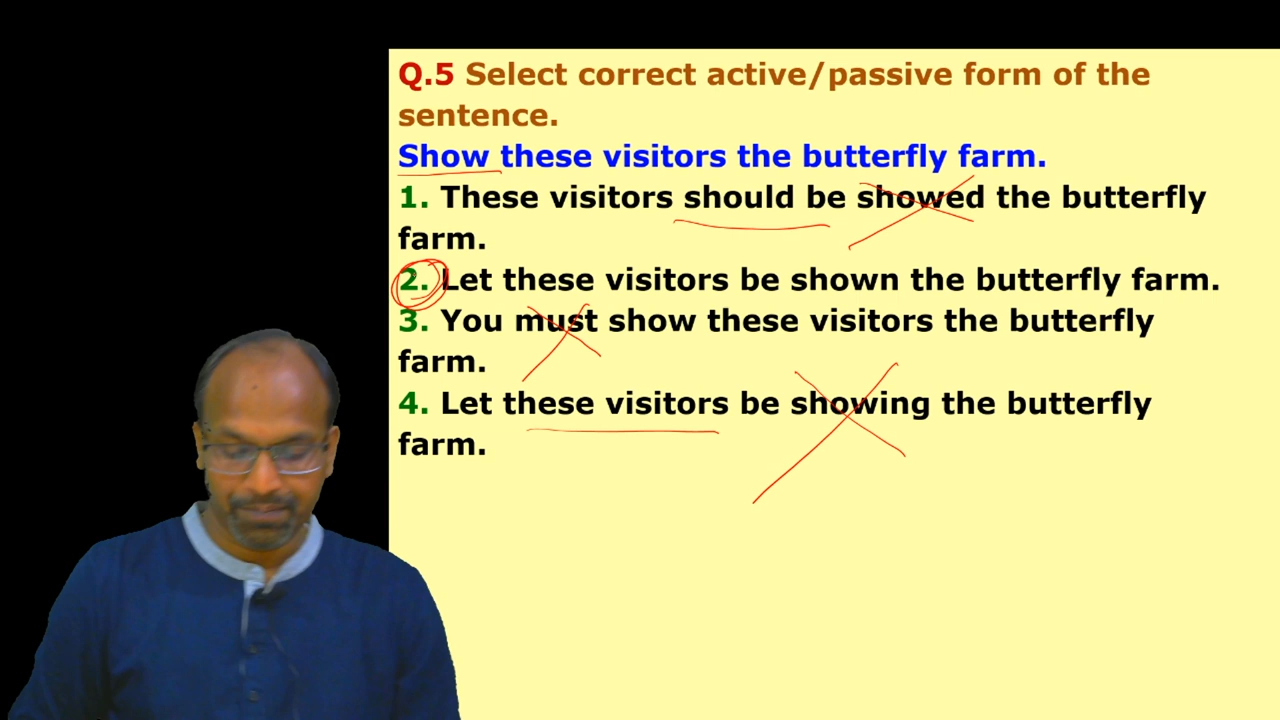 Q.5 Select correct active/passive form of the
sentence.
Show these visitors the butterfly farm.
1. These visitors should be showed the butterfly
farm.
2. Let these visitors be shown the butterfly farm.
3. You must show these visitors the butterfly
farm.
4. Let these visitors be showing the butterfly
farm.